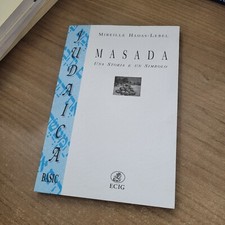 JUDAICA
BASIC
MIREILLE HADAS-LEBEL
MASADA
UNA STORIA E UN SIMBOLO
ECIG